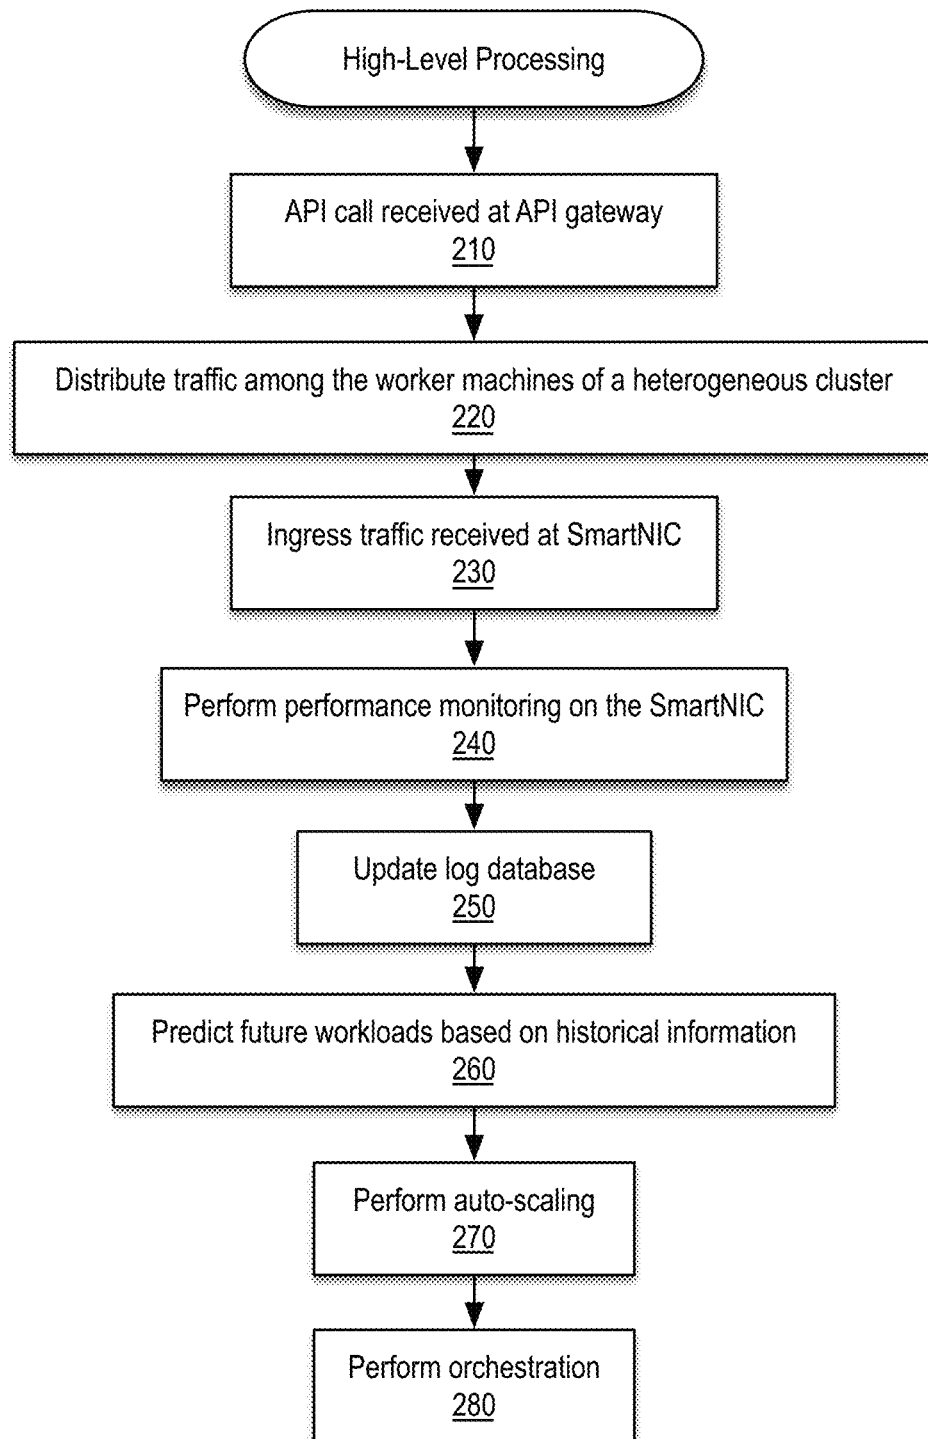 High-Level Processing
API call received at API gateway
210
Distribute traffic among the worker machines of a heterogeneous cluster
220
Ingress traffic received at SmartNIC
230
Perform performance monitoring on the SmartNIC
240
Update log database
250
Predict future workloads based on historical information
260
Perform auto-scaling
270
Perform orchestration
280